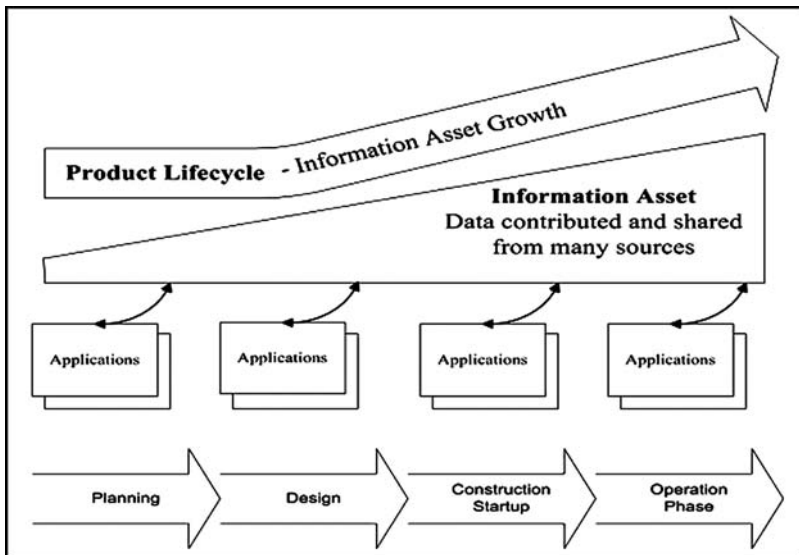 Product Lifecycle - Information Asset Growth
Information Asset
Data contributed and shared
from many sources
Applications
Applications
Applications
Applications
Planning
Design
Construction
Startup
Operation
Phase